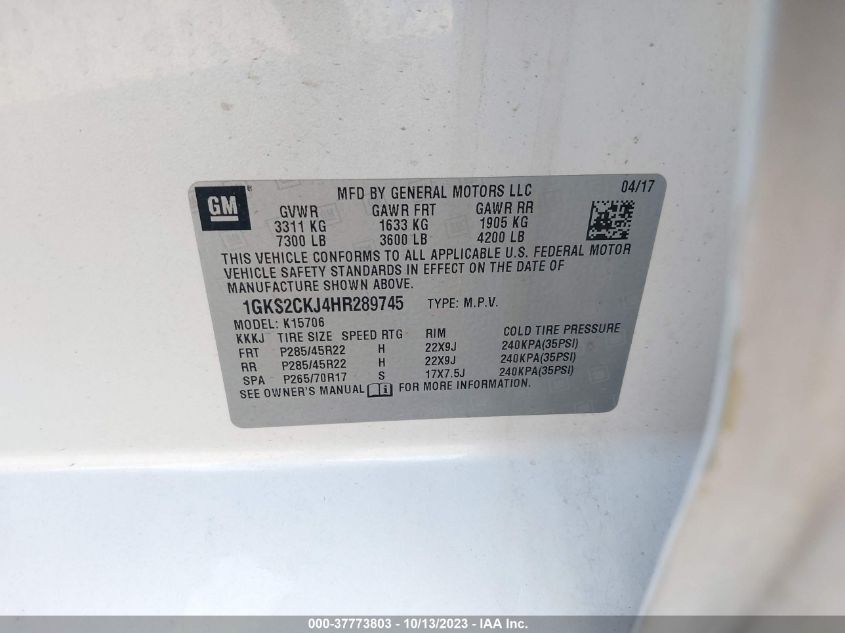 GM ® MFD BY GENERAL MOTORS LLC 04/17
GVWR GAWR FRT GAWR RR
3311 KG 1633 KG 1905 KG
7300 LB 3600 LB 4200 LB
THIS VEHICLE CONFORMS TO ALL APPLICABLE U.S. FEDERAL MOTOR
VEHICLE SAFETY STANDARDS IN EFFECT ON THE DATE OF
MANUFACTURE SHOWN ABOVE.
1GKS2CKJ4HR289745 TYPE: M.P.V.
MODEL: K15706
KKKJ TIRE SIZE SPEED RTG RIM COLD TIRE PRESSURE
FRT P285/45R22 H 22X9J 240KPA(35PSI)
RR P285/45R22 H 22X9J 240KPA(35PSI)
SPA P265/70R17 S 17X7.5J 240KPA(35PSI)
SEE OWNER'S MANUAL FOR MORE INFORMATION.
000-37773803 - 10/13/2023 - IAA Inc.